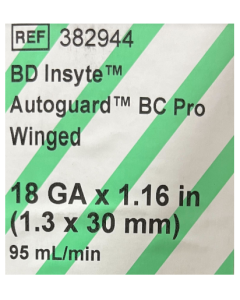 REF 382944
BD Insyte™
Autoguard™ BC Pro
Winged
18 GA x 1.16 in
(1.3 x 30 mm)
95 mL/min